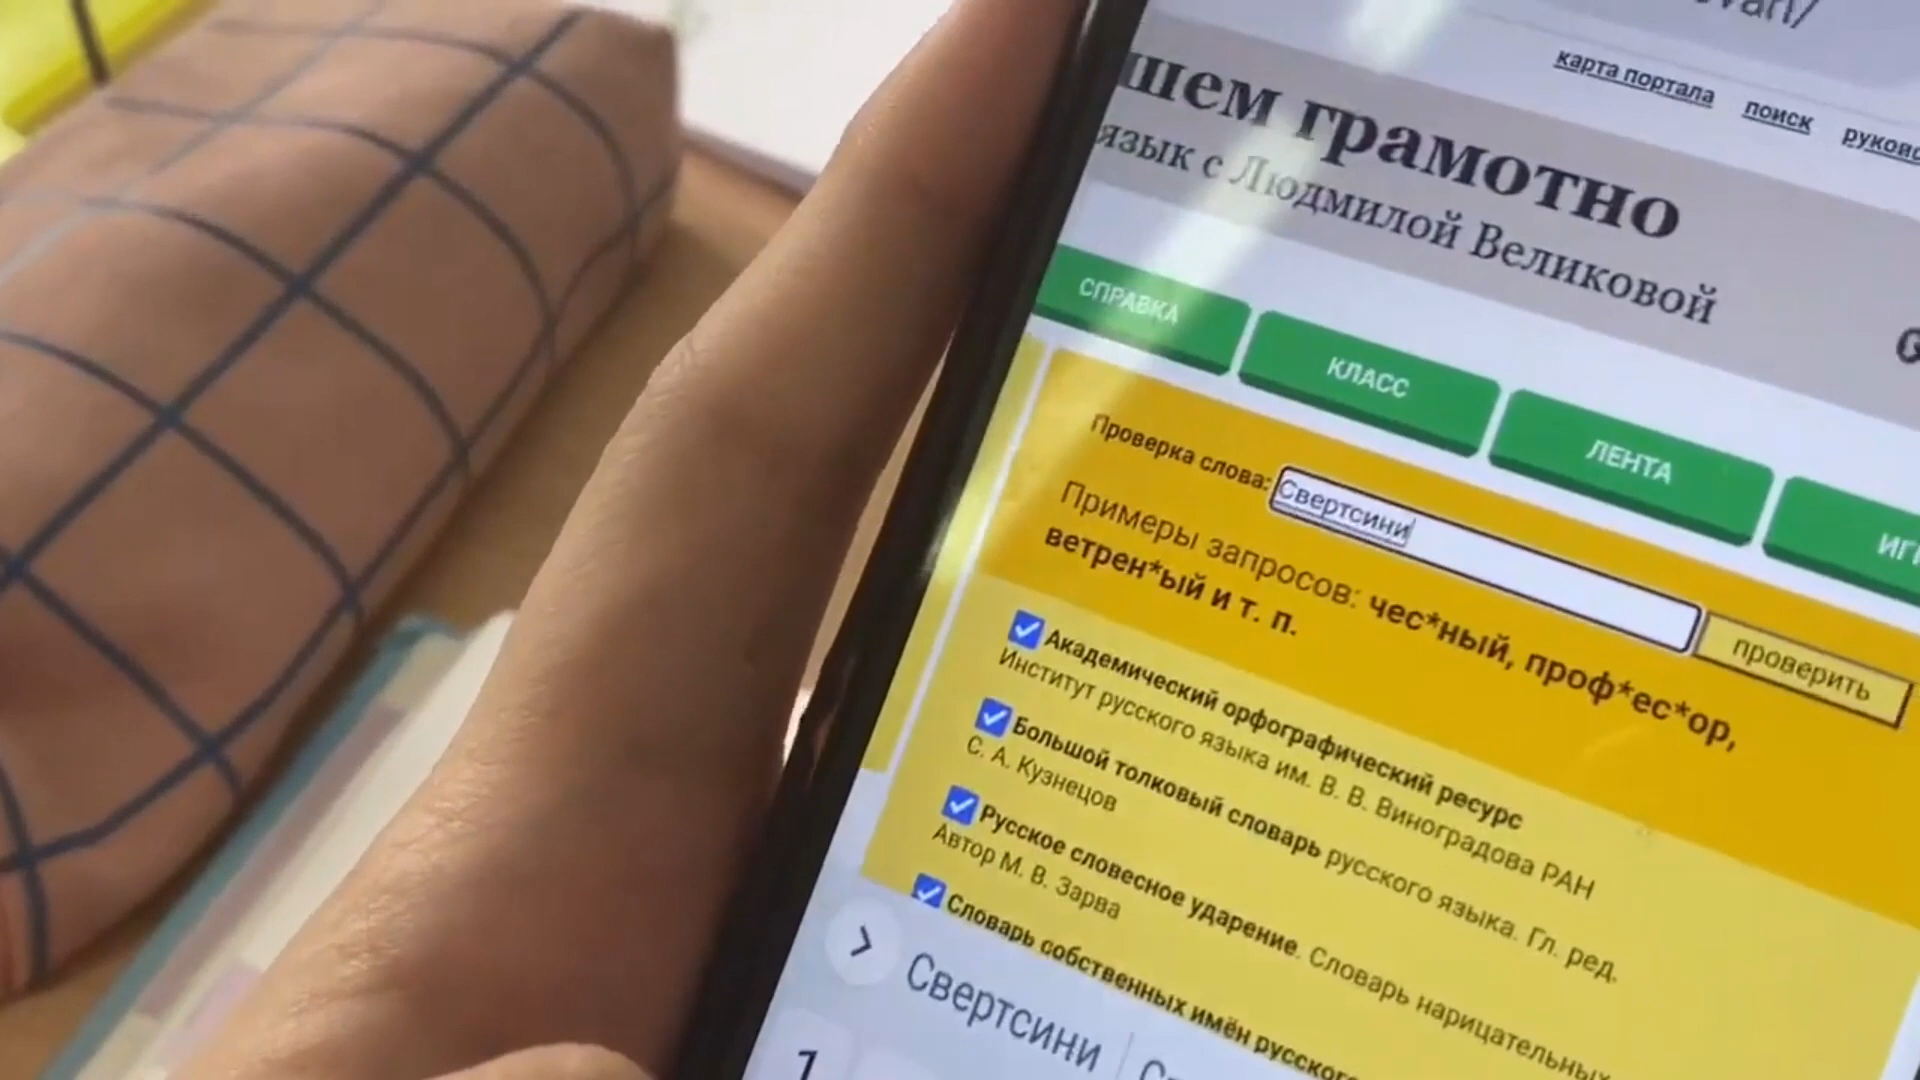 карта портала поиск
шем грамотно
язык с Людмилой Великовой
СПРАВКА КЛАСС ЛЕНТА
Проверка слова: Свертсини проверить
Примеры запросов: чес*ный, проф*ес*ор,
ветрен*ый и т. п.
Академический орфографический ресурс
Институт русского языка им. В. В. Виноградова РАН
Большой толковый словарь русского языка. Гл. ред.
С. А. Кузнецов
Русское словесное ударение. Словарь нарицательных
Автор М. В. Зарва
Словарь собственных имён русского
Свертсини
1